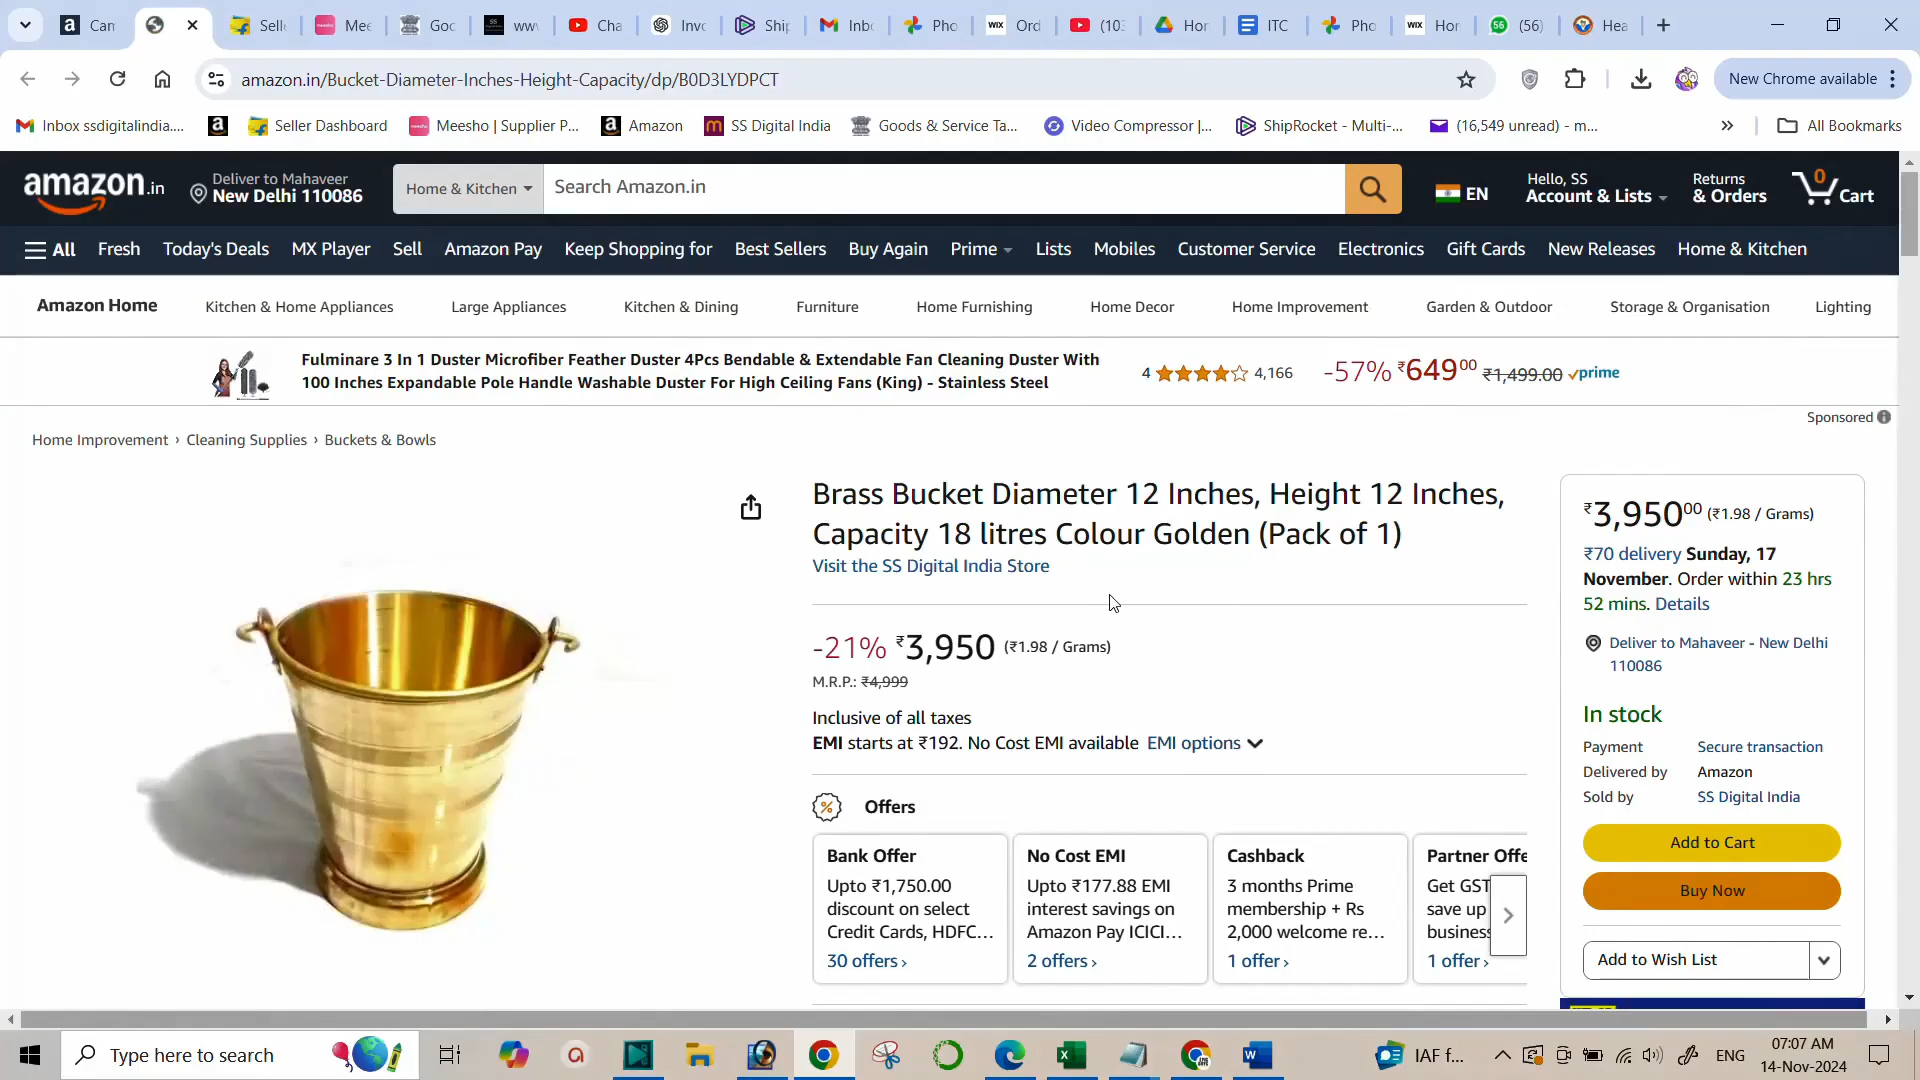 Can
Sell
Mee
Goc
ww
Cha
Inv
Ship
Inb
Pho
Ord
(10
Hor
ITC
Pho
Hor
(56)
Hea
amazon.in/Bucket-Diameter-Inches-Height-Capacity/dp/B0D3LYDPCT
New Chrome available
Inbox ssdigitalindia....
Seller Dashboard
Meesho | Supplier P...
Amazon
SS Digital India
Goods & Service Ta...
Video Compressor |...
ShipRocket - Multi-...
(16,549 unread) - m...
All Bookmarks
amazon.in
Deliver to Mahaveer
New Delhi 110086
Home & Kitchen
Search Amazon.in
EN
Hello, SS
Account & Lists
Returns
& Orders
0
Cart
All
Fresh
Today's Deals
MX Player
Sell
Amazon Pay
Keep Shopping for
Best Sellers
Buy Again
Prime
Lists
Mobiles
Customer Service
Electronics
Gift Cards
New Releases
Home & Kitchen
Amazon Home
Kitchen & Home Appliances
Large Appliances
Kitchen & Dining
Furniture
Home Furnishing
Home Decor
Home Improvement
Garden & Outdoor
Storage & Organisation
Lighting
Fulminare 3 In 1 Duster Microfiber Feather Duster 4Pcs Bendable & Extendable Fan Cleaning Duster With
100 Inches Expandable Pole Handle Washable Duster For High Ceiling Fans (King) - Stainless Steel
4
4,166
-57% ₹649.00 ₹1,499.00 prime
Sponsored
Home Improvement › Cleaning Supplies › Buckets & Bowls
Brass Bucket Diameter 12 Inches, Height 12 Inches,
Capacity 18 litres Colour Golden (Pack of 1)
Visit the SS Digital India Store
-21% ₹3,950 (₹1.98 / Grams)
M.R.P.: ₹4,999
Inclusive of all taxes
EMI starts at ₹192. No Cost EMI available EMI options
Offers
Bank Offer
Upto ₹1,750.00
discount on select
Credit Cards, HDFC...
30 offers ›
No Cost EMI
Upto ₹177.88 EMI
interest savings on
Amazon Pay ICICI...
2 offers ›
Cashback
3 months Prime
membership + Rs
2,000 welcome re...
1 offer ›
Partner Offe
Get GST
save up
business
1 offer ›
₹3,950.00 (₹1.98 / Grams)
₹70 delivery Sunday, 17
November. Order within 23 hrs
52 mins. Details
Deliver to Mahaveer - New Delhi
110086
In stock
Payment Secure transaction
Delivered by Amazon
Sold by SS Digital India
Add to Cart
Buy Now
Add to Wish List
Type here to search
IAF f...
ENG
07:07 AM
14-Nov-2024